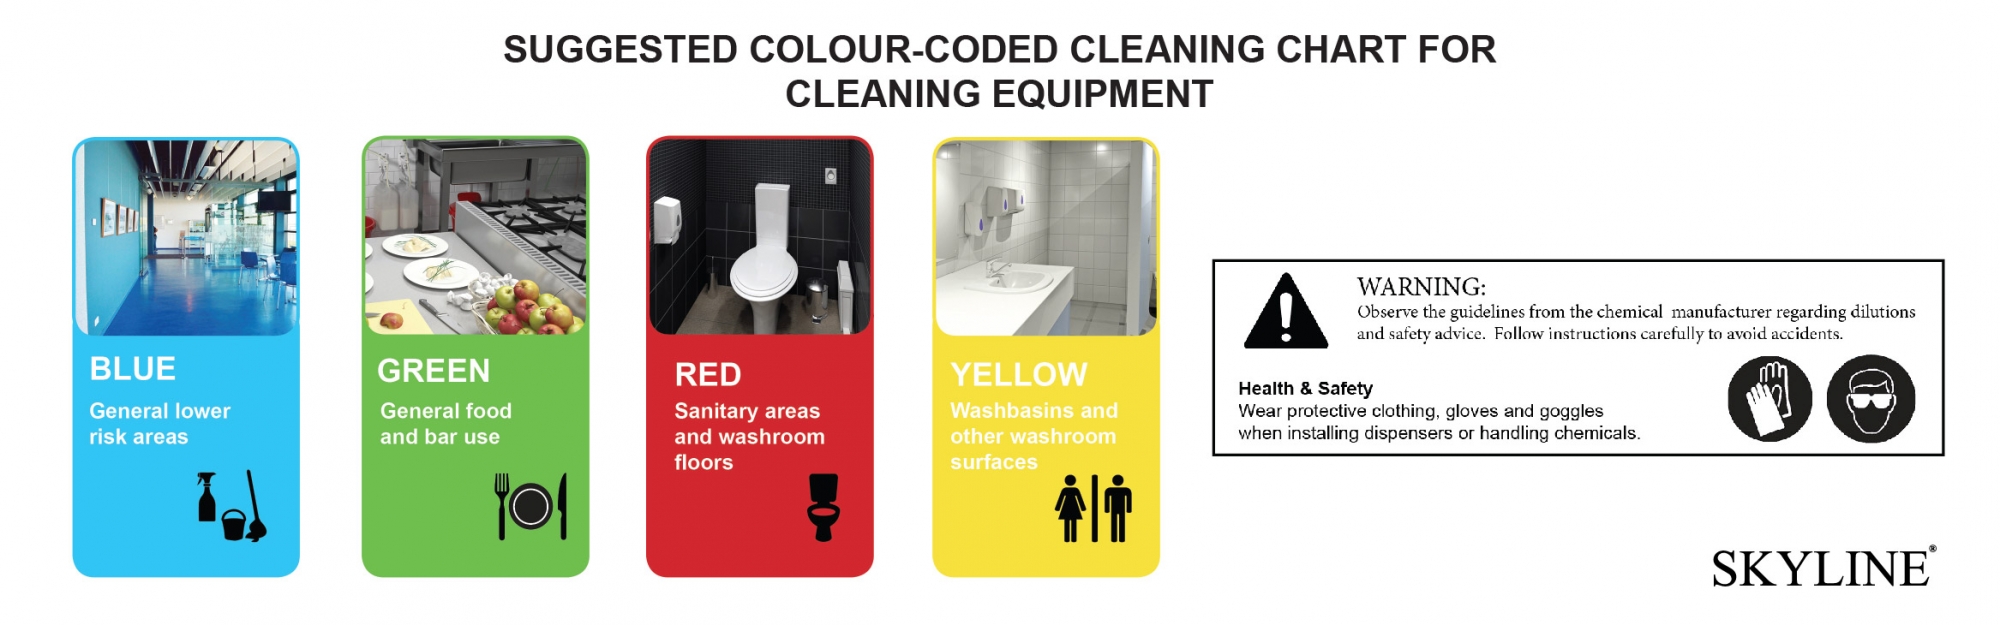 SUGGESTED COLOUR-CODED CLEANING CHART FOR
CLEANING EQUIPMENT
BLUE
General lower
risk areas
GREEN
General food
and bar use
RED
Sanitary areas
and washroom
floors
YELLOW
Washbasins and
other washroom
surfaces
WARNING:
Observe the guidelines from the chemical manufacturer regarding dilutions
and safety advice. Follow instructions carefully to avoid accidents.
Health & Safety
Wear protective clothing, gloves and goggles
when installing dispensers or handling chemicals.
SKYLINE®